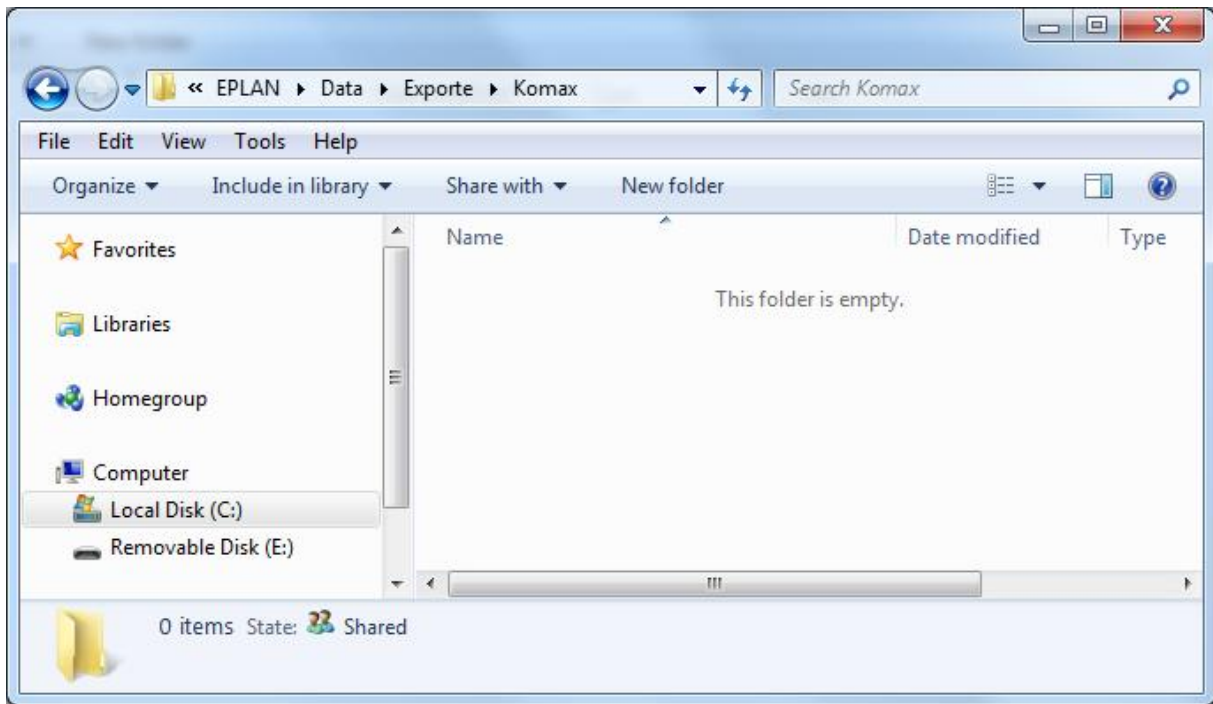 « EPLAN Data Exporte Komax Search Komax
File Edit View Tools Help
Organize Include in library Share with New folder
Name Date modified Type
Favorites
This folder is empty.
Libraries
Homegroup
Computer
Local Disk (C:)
Removable Disk (E:)
0 items State: Shared